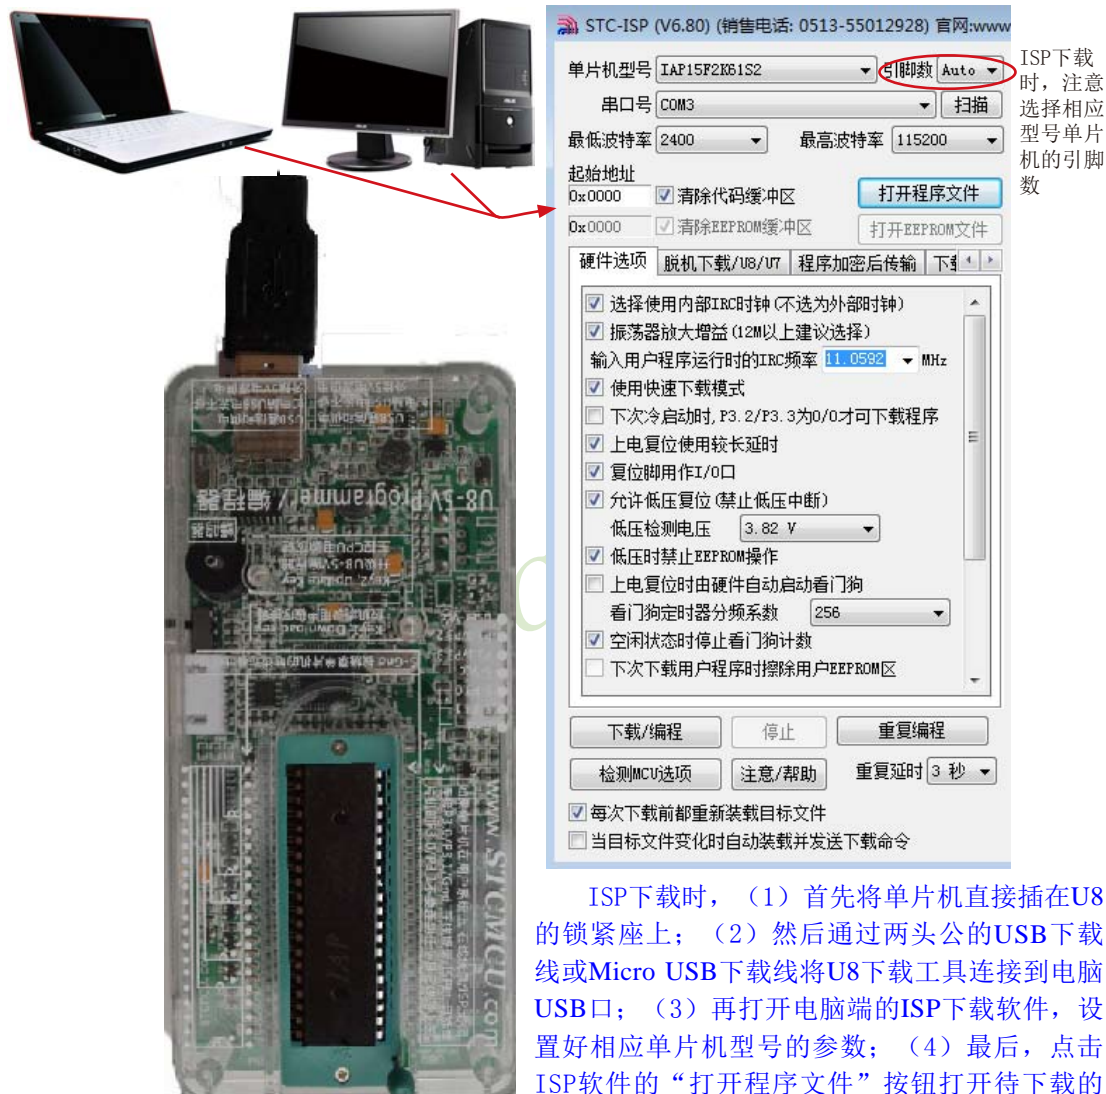 STC-ISP (V6.80) (销售电话: 0513-55012928) 官网:www
单片机型号 IAP15F2K61S2 引脚数 Auto
串口号 COM3 扫描
最低波特率 2400 最高波特率 115200
起始地址
0x0000 清除代码缓冲区 打开程序文件
0x0000 清除EEPROM缓冲区 打开EEPROM文件
硬件选项 脱机下载/U8/U7 程序加密后传输
选择使用内部IRC时钟(不选为外部时钟)
振荡器放大增益(12M以上建议选择)
输入用户程序运行时的IRC频率 11.0592 MHz
使用快速下载模式
下次冷启动时,P3.2/P3.3为0/0才可下载程序
上电复位使用较长延时
复位脚用作I/O口
允许低压复位(禁止低压中断)
低压检测电压 3.82 V
低压时禁止EEPROM操作
上电复位时由硬件自动启动看门狗
看门狗定时器分频系数 256
空闲状态时停止看门狗计数
下次下载用户程序时擦除用户EEPROM区
下载/编程 停止 重复编程
检测MCU选项 注意/帮助 重复延时 3 秒
每次下载前都重新装载目标文件
当目标文件变化时自动装载并发送下载命令
ISP下载
时，注意
选择相应
型号单片
机的引脚
数
U8-5V Programmer / 编程器
www.STCMCU.com
ISP下载时，（1）首先将单片机直接插在U8
的锁紧座上；（2）然后通过两头公的USB下载
线或Micro USB下载线将U8下载工具连接到电脑
USB口；（3）再打开电脑端的ISP下载软件，设
置好相应单片机型号的参数；（4）最后，点击
ISP软件的“打开程序文件”按钮打开待下载的